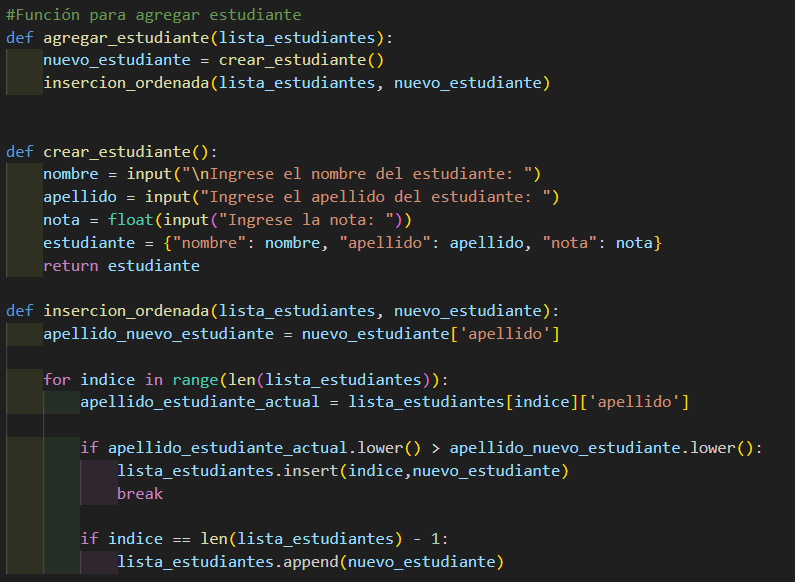 #Función para agregar estudiante
def agregar_estudiante(lista_estudiantes):
    nuevo_estudiante = crear_estudiante()
    insercion_ordenada(lista_estudiantes, nuevo_estudiante)
def crear_estudiante():
    nombre = input("\nIngrese el nombre del estudiante: ")
    apellido = input("Ingrese el apellido del estudiante: ")
    nota = float(input("Ingrese la nota: "))
    estudiante = {"nombre": nombre, "apellido": apellido, "nota": nota}
    return estudiante
def insercion_ordenada(lista_estudiantes, nuevo_estudiante):
    apellido_nuevo_estudiante = nuevo_estudiante['apellido']
    for indice in range(len(lista_estudiantes)):
        apellido_estudiante_actual = lista_estudiantes[indice]['apellido']
        if apellido_estudiante_actual.lower() > apellido_nuevo_estudiante.lower():
            lista_estudiantes.insert(indice,nuevo_estudiante)
            break
        if indice == len(lista_estudiantes) - 1:
            lista_estudiantes.append(nuevo_estudiante)